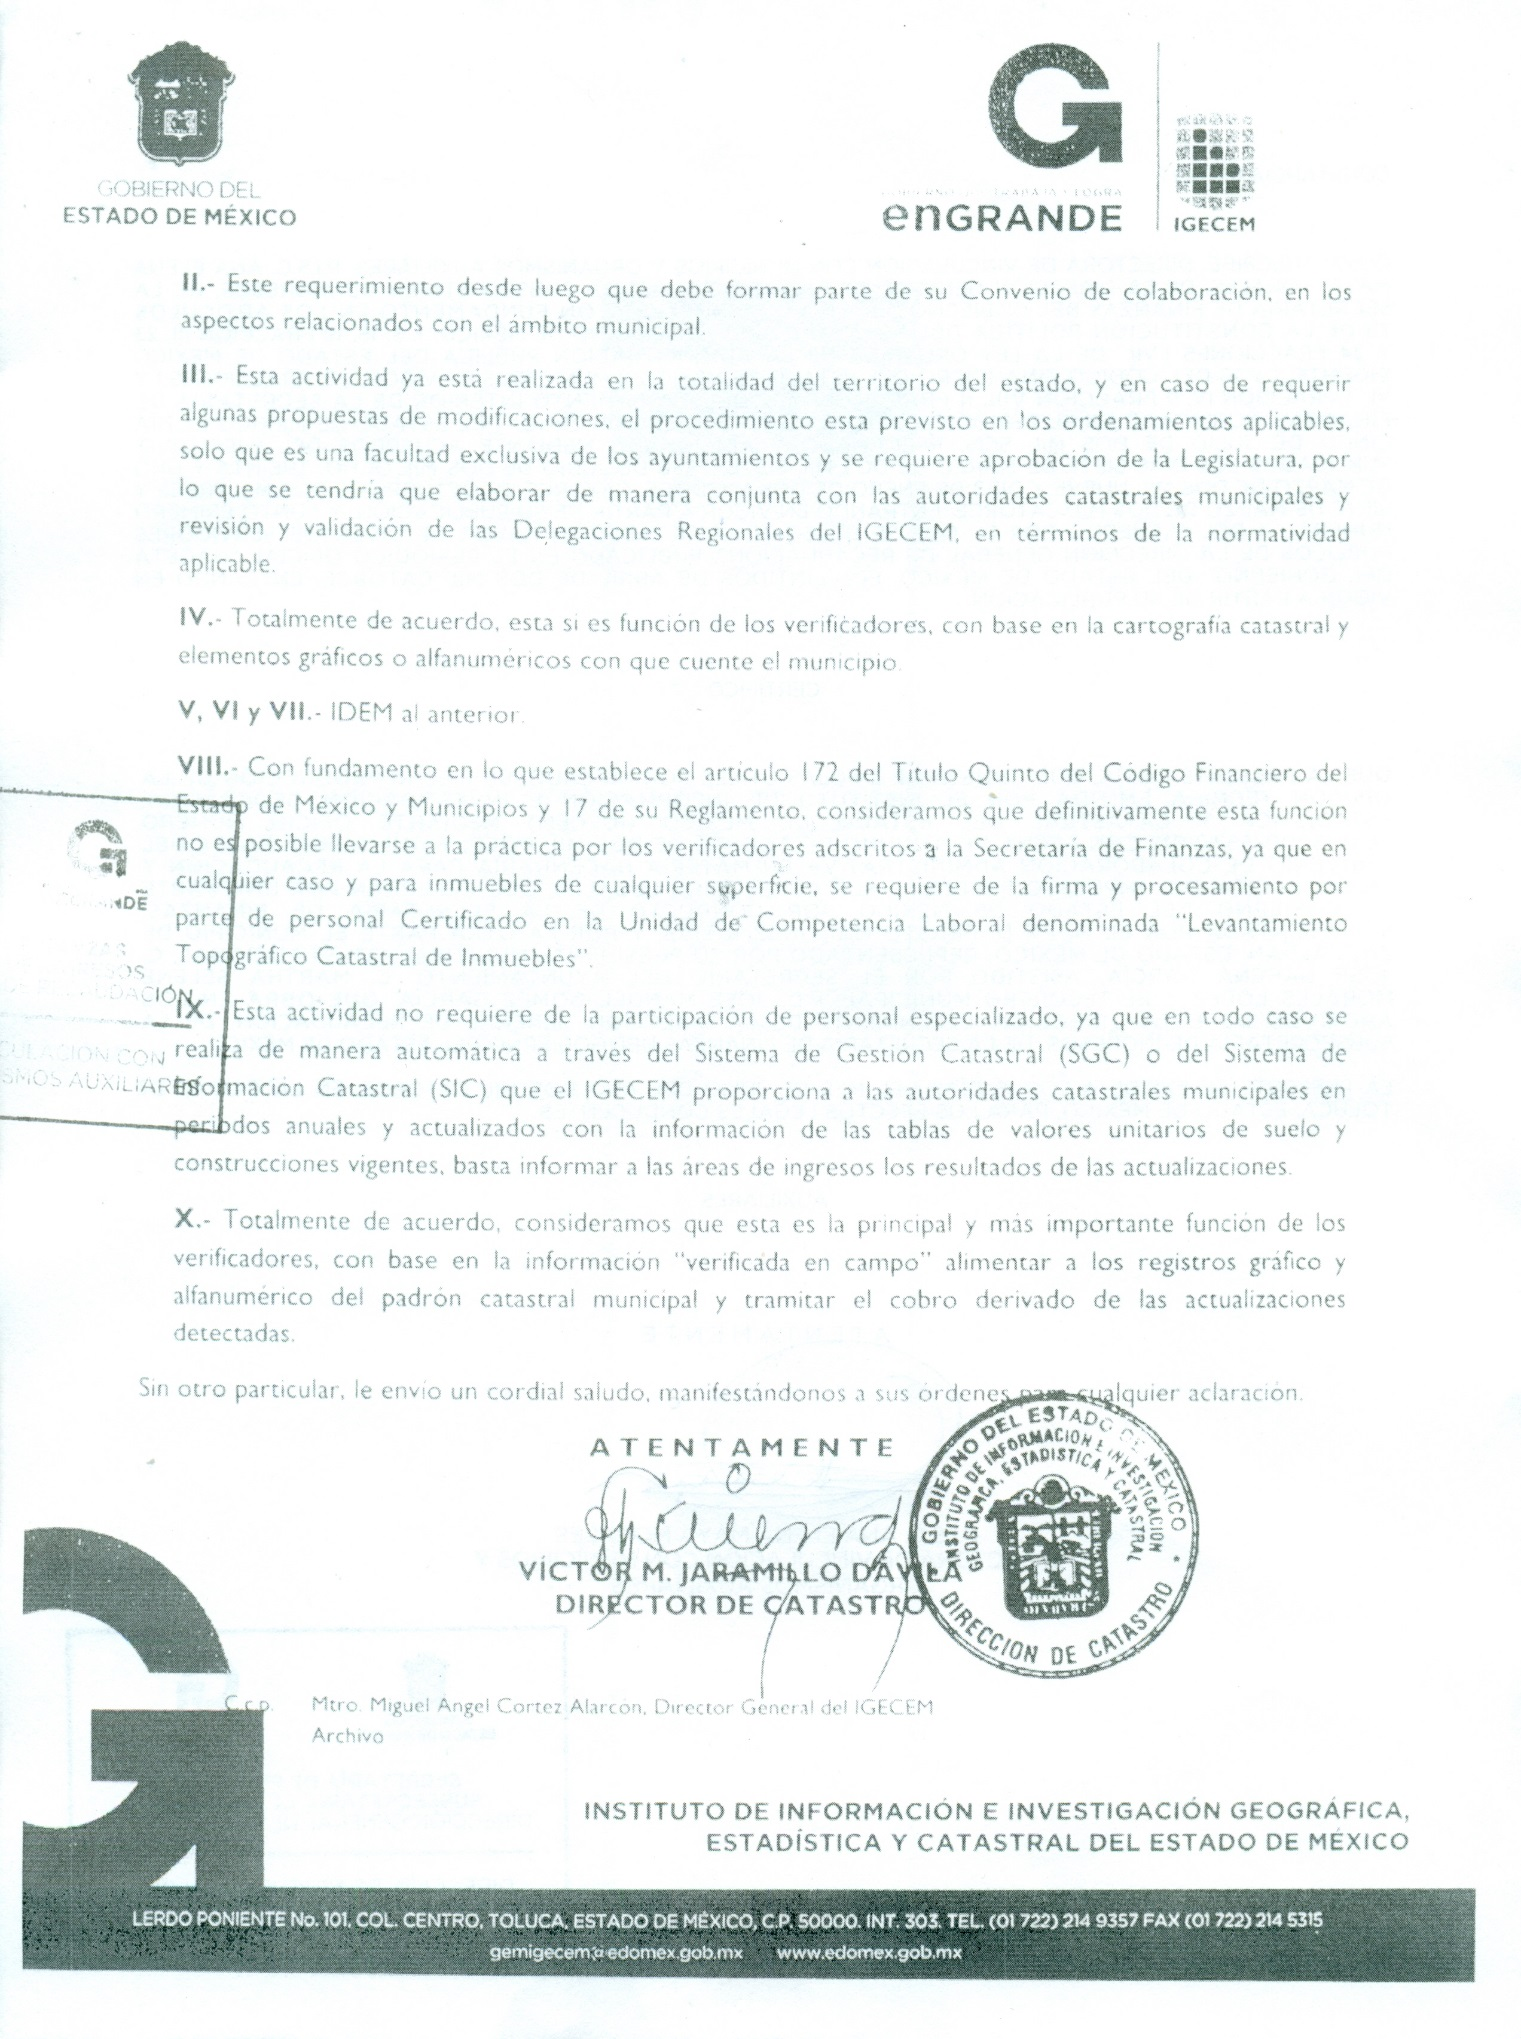 GOBIERNO DEL
ESTADO DE MÉXICO
enGRANDE
IGECEM
II.- Este requerimiento desde luego que debe formar parte de su Convenio de colaboración, en los
aspectos relacionados con el ámbito municipal.
III.- Esta actividad ya está realizada en la totalidad del territorio del estado, y en caso de requerir
algunas propuestas de modificaciones, el procedimiento esta previsto en los ordenamientos aplicables,
solo que es una facultad exclusiva de los ayuntamientos y se requiere aprobación de la Legislatura, por
lo que se tendría que elaborar de manera conjunta con las autoridades catastrales municipales y
revisión y validación de las Delegaciones Regionales del IGECEM, en términos de la normatividad
aplicable.
IV.- Totalmente de acuerdo, esta si es función de los verificadores, con base en la cartografía catastral y
elementos gráficos o alfanuméricos con que cuente el municipio.
V, VI y VII.- IDEM al anterior.
VIII.- Con fundamento en lo que establece el artículo 172 del Título Quinto del Código Financiero del
Estado de México y Municipios y 17 de su Reglamento, consideramos que definitivamente esta función
no es posible llevarse a la práctica por los verificadores adscritos a la Secretaría de Finanzas, ya que en
cualquier caso y para inmuebles de cualquier superficie, se requiere de la firma y procesamiento por
parte de personal Certificado en la Unidad de Competencia Laboral denominada "Levantamiento
Topográfico Catastral de Inmuebles".
IX.- Esta actividad no requiere de la participación de personal especializado, ya que en todo caso se
realiza de manera automática a través del Sistema de Gestión Catastral (SGC) o del Sistema de
Información Catastral (SIC) que el IGECEM proporciona a las autoridades catastrales municipales en
periodos anuales y actualizados con la información de las tablas de valores unitarios de suelo y
construcciones vigentes, basta informar a las áreas de ingresos los resultados de las actualizaciones.
X.- Totalmente de acuerdo, consideramos que esta es la principal y más importante función de los
verificadores, con base en la información "verificada en campo" alimentar a los registros gráfico y
alfanumérico del padrón catastral municipal y tramitar el cobro derivado de las actualizaciones
detectadas.
Sin otro particular, le envío un cordial saludo, manifestándonos a sus órdenes para cualquier aclaración.
ATENTAMENTE
VÍCTOR M. JARAMILLO DÁVILA
DIRECTOR DE CATASTRO
GOBIERNO DEL ESTADO DE MEXICO
INSTITUTO DE INFORMACION E INVESTIGACION
GEOGRAFICA, ESTADISTICA Y CATASTRAL
DIRECCION DE CATASTRO
C.c.p. Mtro. Miguel Ángel Cortez Alarcón, Director General del IGECEM
Archivo
INSTITUTO DE INFORMACIÓN E INVESTIGACIÓN GEOGRÁFICA,
ESTADÍSTICA Y CATASTRAL DEL ESTADO DE MÉXICO
LERDO PONIENTE No. 101, COL. CENTRO, TOLUCA, ESTADO DE MÉXICO, C.P. 50000. INT. 303. TEL. (01 722) 214 9357 FAX (01 722) 214 5315
gemigecem@edomex.gob.mx www.edomex.gob.mx